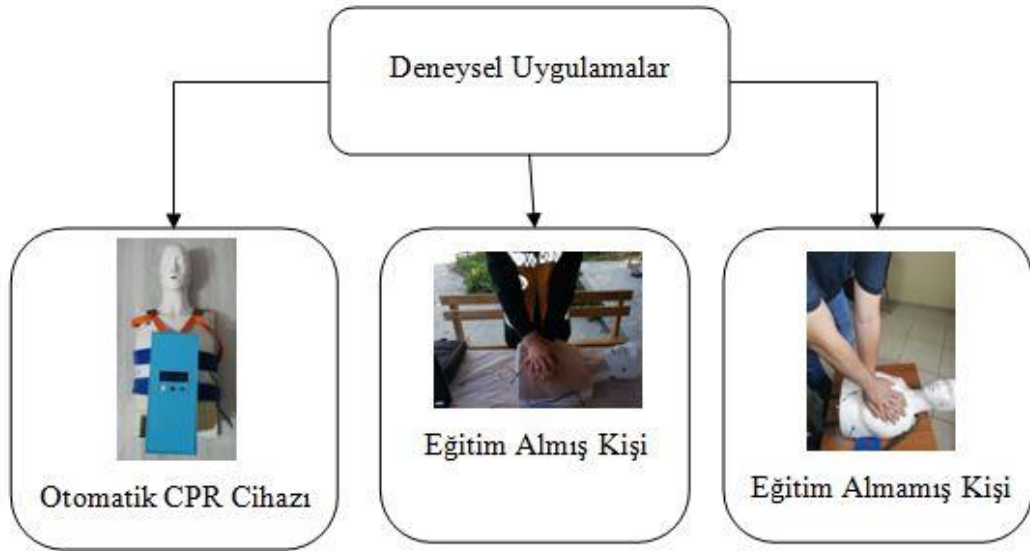 Deneysel Uygulamalar
Otomatik CPR Cihazı
Eğitim Almış Kişi
Eğitim Almamış Kişi